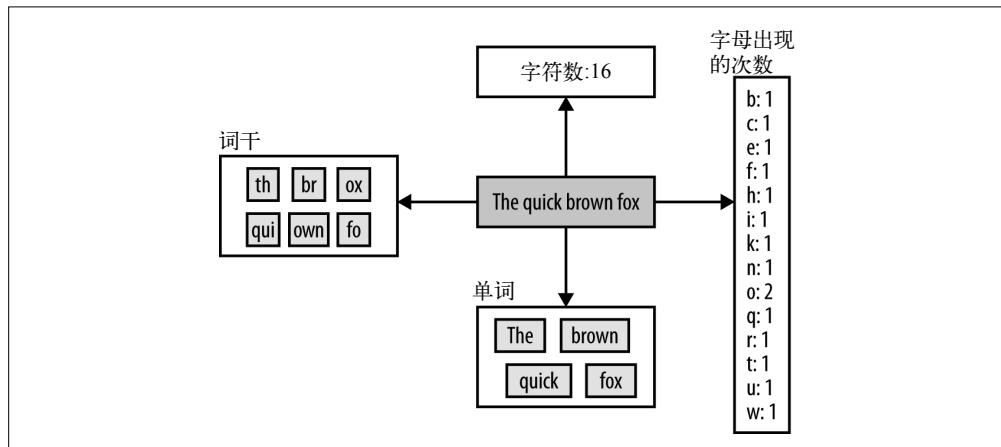 字符数:16
字母出现
的次数
b: 1
c: 1
e: 1
f: 1
h: 1
i: 1
k: 1
n: 1
o: 2
q: 1
r: 1
t: 1
u: 1
w: 1
词干
th br ox
qui own fo
The quick brown fox
单词
The brown
quick fox